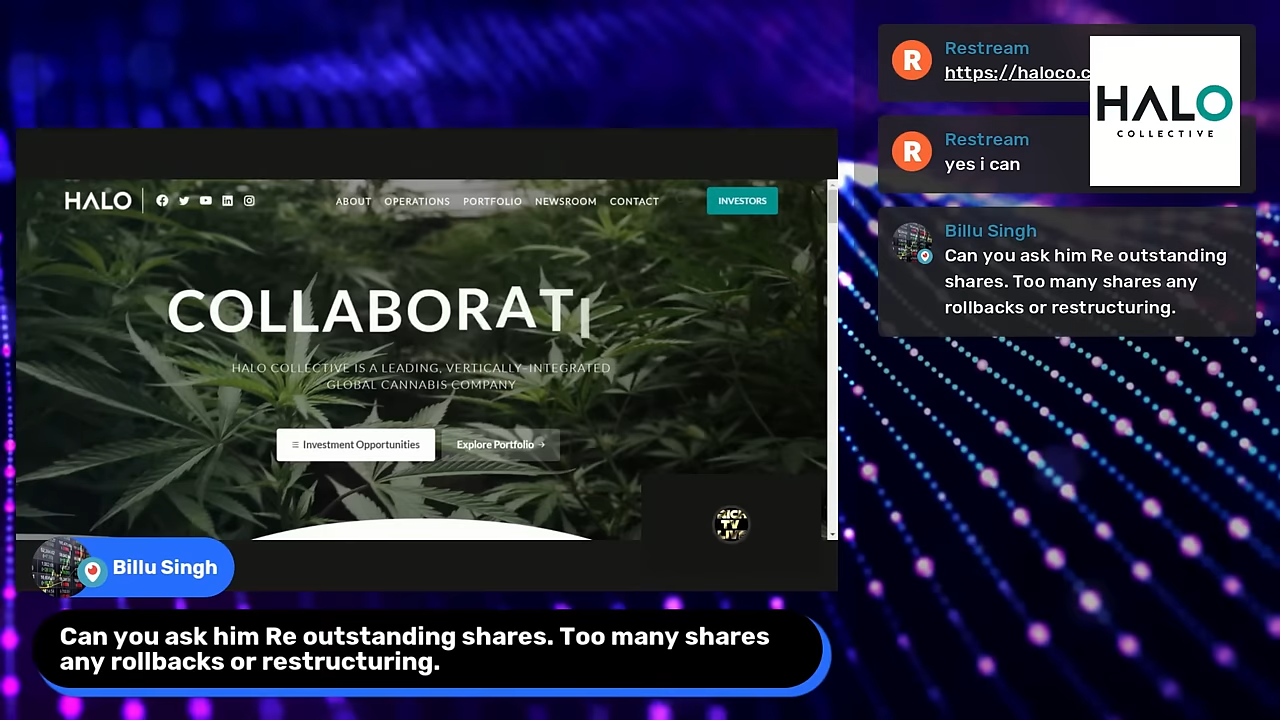 HALO
ABOUT OPERATIONS PORTFOLIO NEWSROOM CONTACT
INVESTORS
COLLABORATI
HALO COLLECTIVE IS A LEADING, VERTICALLY-INTEGRATED
GLOBAL CANNABIS COMPANY
Investment Opportunities
Explore Portfolio
TV
Billu Singh
Can you ask him Re outstanding shares. Too many shares
any rollbacks or restructuring.
R
Restream
https://haloco.c
HALO
COLLECTIVE
R
Restream
yes i can
Billu Singh
Can you ask him Re outstanding
shares. Too many shares any
rollbacks or restructuring.